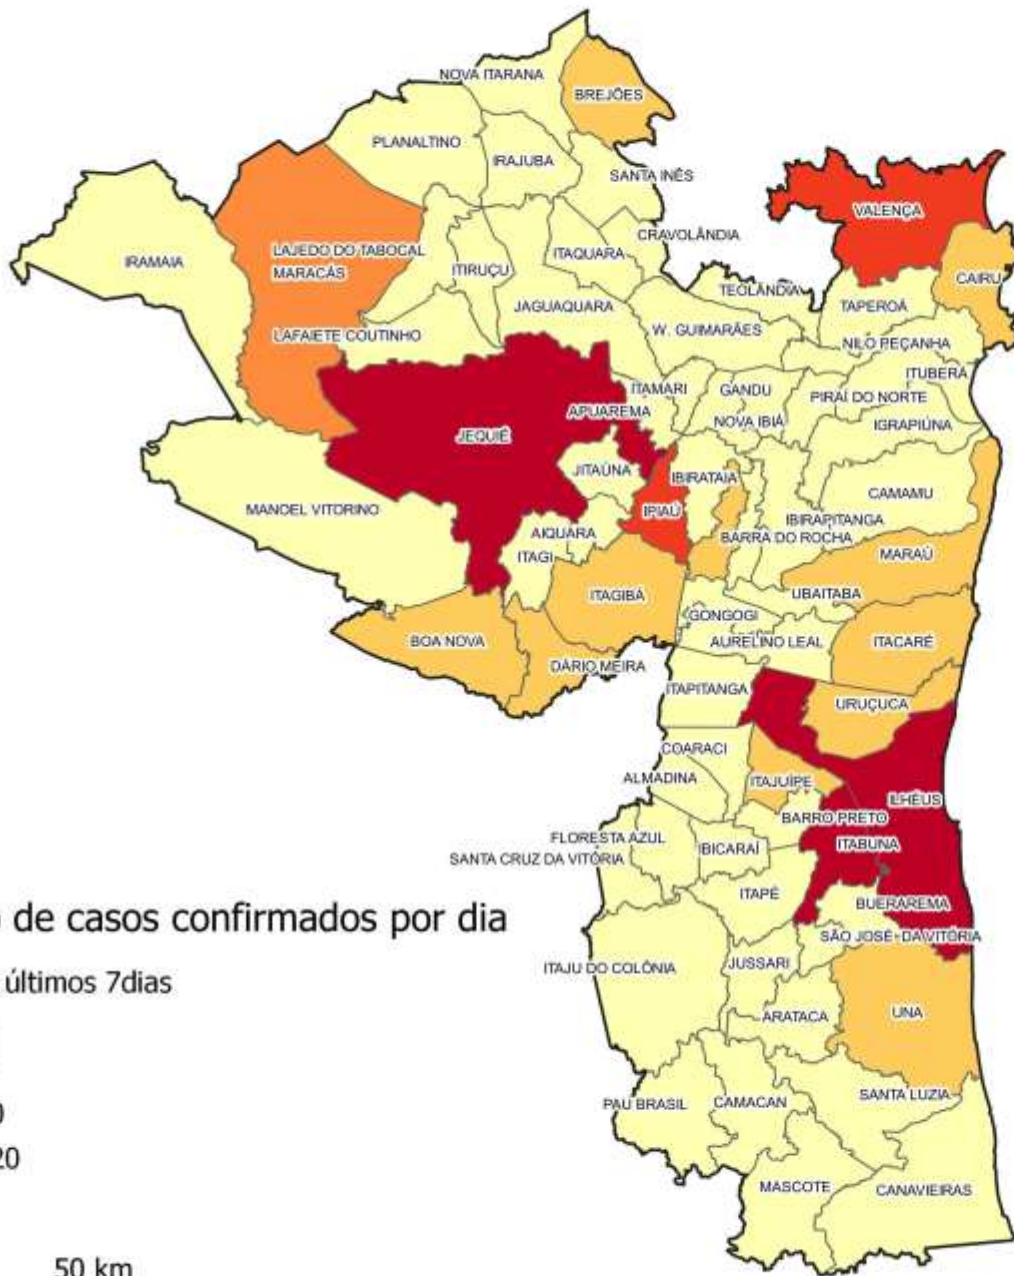 NOVA ITARANA
BREJÕES
PLANALTINO
IRAJUBA
SANTA INÊS
VALENÇA
CRAVOLÂNDIA
IRAMAIA
LAJEDO DO TABOCAL
MARACÁS
ITIRUÇU
ITAQUARA
CAIRU
TEOLÂNDIA
JAGUAQUARA
TAPEROÁ
W. GUIMARÃES
LAFAIETE COUTINHO
NILO PEÇANHA
ITUBERÁ
ITAMARI
GANDU
PIRAÍ DO NORTE
APUAREMA
NOVA IBIÁ
IGRAPIÚNA
JEQUIÉ
JITAÚNA
IBIRATAIA
CAMAMU
MANOEL VITORINO
IPIAÚ
IBIRAPITANGA
AIQUARA
BARRA DO ROCHA
ITAGI
MARAÚ
ITAGIBÁ
UBAITABA
GONGOGI
BOA NOVA
AURELINO LEAL
ITACARÉ
DÁRIO MEIRA
ITAPITANGA
URUÇUCA
COARACI
ALMADINA
ITAJUÍPE
ILHÉUS
BARRO PRETO
FLORESTA AZUL
ITABUNA
IBICARAÍ
SANTA CRUZ DA VITÓRIA
ITAPÉ
BUERAREMA
de casos confirmados por dia
SÃO JOSÉ DA VITÓRIA
ITAJU DO COLÔNIA
JUSSARI
últimos 7dias
ARATACA
UNA
SANTA LUZIA
PAU BRASIL
CAMACAN
20
MASCOTE
CANAVIEIRAS
50 km